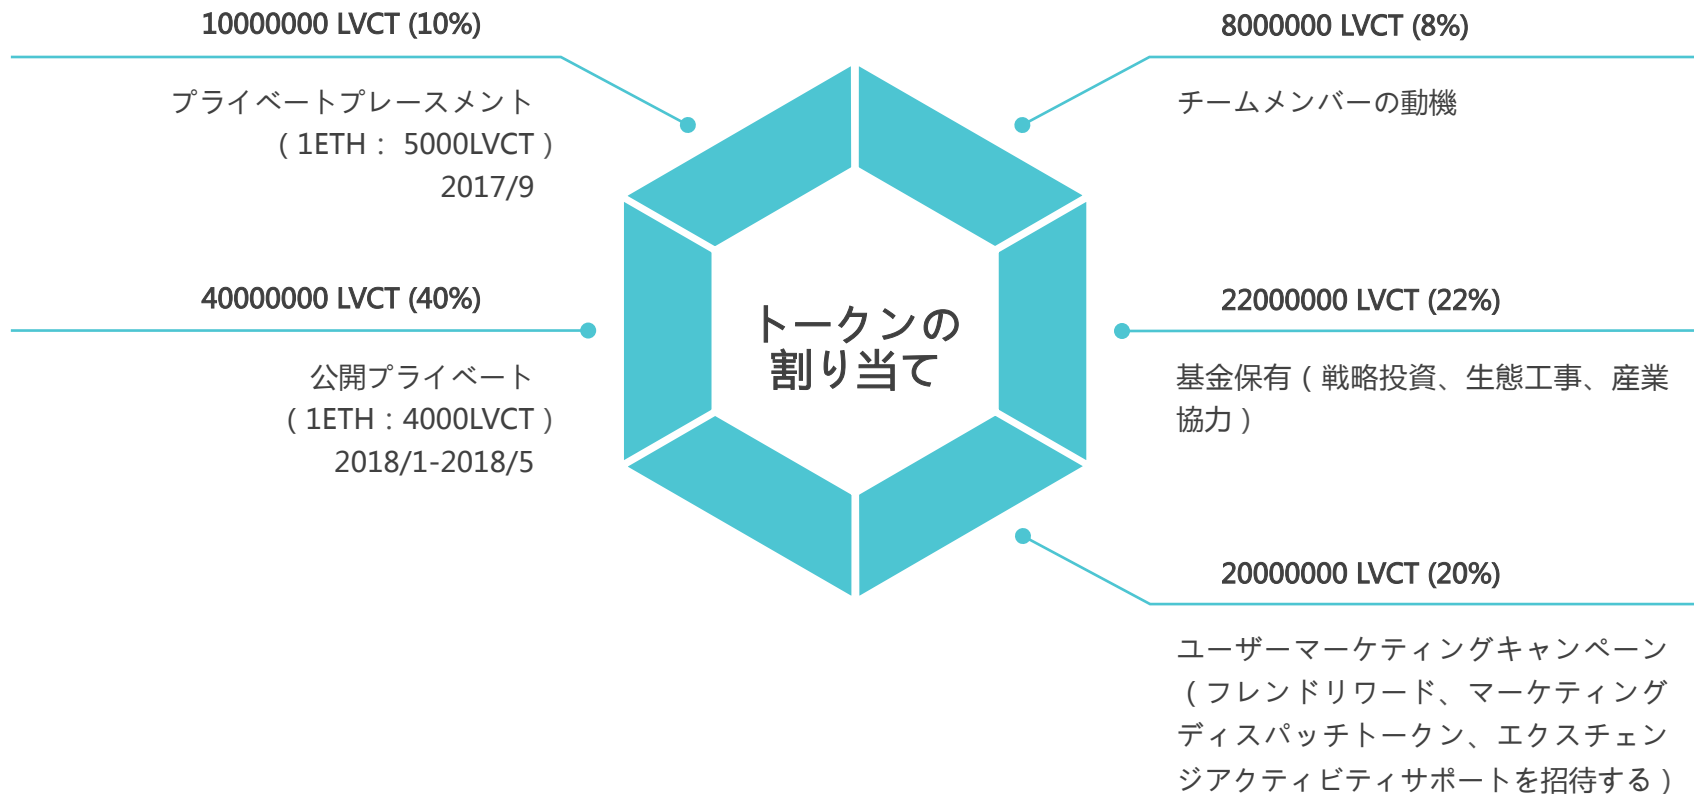 10000000 LVCT (10%)
プライベートプレースメント
（1ETH： 5000LVCT）
2017/9
40000000 LVCT (40%)
公開プライベート
（1ETH：4000LVCT）
2018/1-2018/5
トークンの
割り当て
8000000 LVCT (8%)
チームメンバーの動機
22000000 LVCT (22%)
基金保有（戦略投資、生態工事、産業
協力）
20000000 LVCT (20%)
ユーザーマーケティングキャンペーン
（フレンドリワード、マーケティング
ディスパッチトークン、エクスチェン
ジアクティビティサポートを招待する）